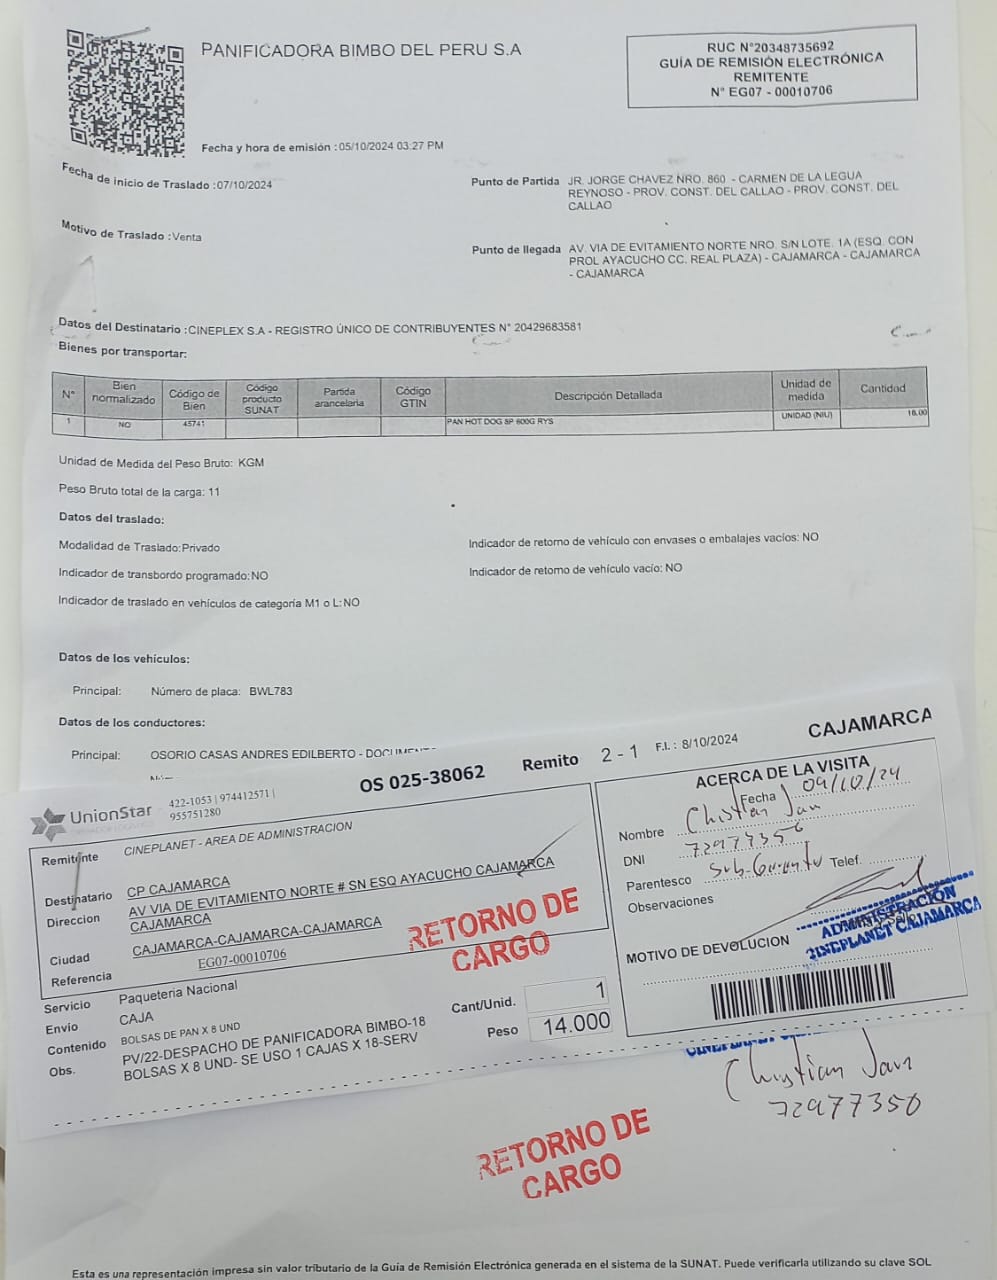 PANIFICADORA BIMBO DEL PERU S.A
RUC N°20348735692
GUÍA DE REMISIÓN ELECTRÓNICA
REMITENTE
N° EG07 - 00010706
Fecha y hora de emisión :05/10/2024 03:27 PM
Fecha de inicio de Traslado :07/10/2024
Punto de Partida JR. JORGE CHAVEZ NRO. 860 - CARMEN DE LA LEGUA
REYNOSO - PROV. CONST. DEL CALLAO - PROV. CONST. DEL
CALLAO
Motivo de Traslado :Venta
Punto de llegada AV. VIA DE EVITAMIENTO NORTE NRO. S/N LOTE. 1A (ESQ. CON
PROL AYACUCHO CC. REAL PLAZA) - CAJAMARCA - CAJAMARCA
- CAJAMARCA
Datos del Destinatario :CINEPLEX S.A - REGISTRO ÚNICO DE CONTRIBUYENTES N° 20429683581
Bienes por transportar:
N° Bien normalizado Código de Bien Código producto SUNAT Partida arancelaria Código GTIN Descripción Detallada Unidad de medida Cantidad
1 NO 45741 PAN HOT DOG 8P 600G RYS UNIDAD (NIU) 18.00
Unidad de Medida del Peso Bruto: KGM
Peso Bruto total de la carga: 11
Datos del traslado:
Modalidad de Traslado:Privado
Indicador de retorno de vehículo con envases o embalajes vacíos: NO
Indicador de transbordo programado:NO
Indicador de retorno de vehículo vacío: NO
Indicador de traslado en vehículos de categoría M1 o L:NO
Datos de los vehículos:
Principal: Número de placa: BWL783
Datos de los conductores:
Principal: OSORIO CASAS ANDRES EDILBERTO - DOCUMENTO
OS 025-38062 Remito 2 - 1 F.I.: 8/10/2024 CAJAMARCA
UnionStar
422-1053 | 974412571 |
955751280
Remitente CINEPLANET - AREA DE ADMINISTRACION
Destinatario CP CAJAMARCA
Direccion AV VIA DE EVITAMIENTO NORTE # SN ESQ AYACUCHO CAJAMARCA
CAJAMARCA
Ciudad CAJAMARCA-CAJAMARCA-CAJAMARCA
Referencia EG07-00010706
Servicio Paqueteria Nacional
Envio CAJA
Contenido BOLSAS DE PAN X 8 UND
Obs. PV/22-DESPACHO DE PANIFICADORA BIMBO-18
BOLSAS X 8 UND- SE USO 1 CAJAS X 18-SERV
Cant/Unid. 1
Peso 14.000
RETORNO DE
CARGO
ACERCA DE LA VISITA
Fecha 09/10/24
Nombre Chistian Jan
DNI 72977356
Parentesco Sub-Gerente Telef.
Observaciones
MOTIVO DE DEVOLUCION
ADMINISTRACIÓN
CINEPLANET CAJAMARCA
Chistian Jan
72977350
RETORNO DE
CARGO
Esta es una representación impresa sin valor tributario de la Guía de Remisión Electrónica generada en el sistema de la SUNAT. Puede verificarla utilizando su clave SOL